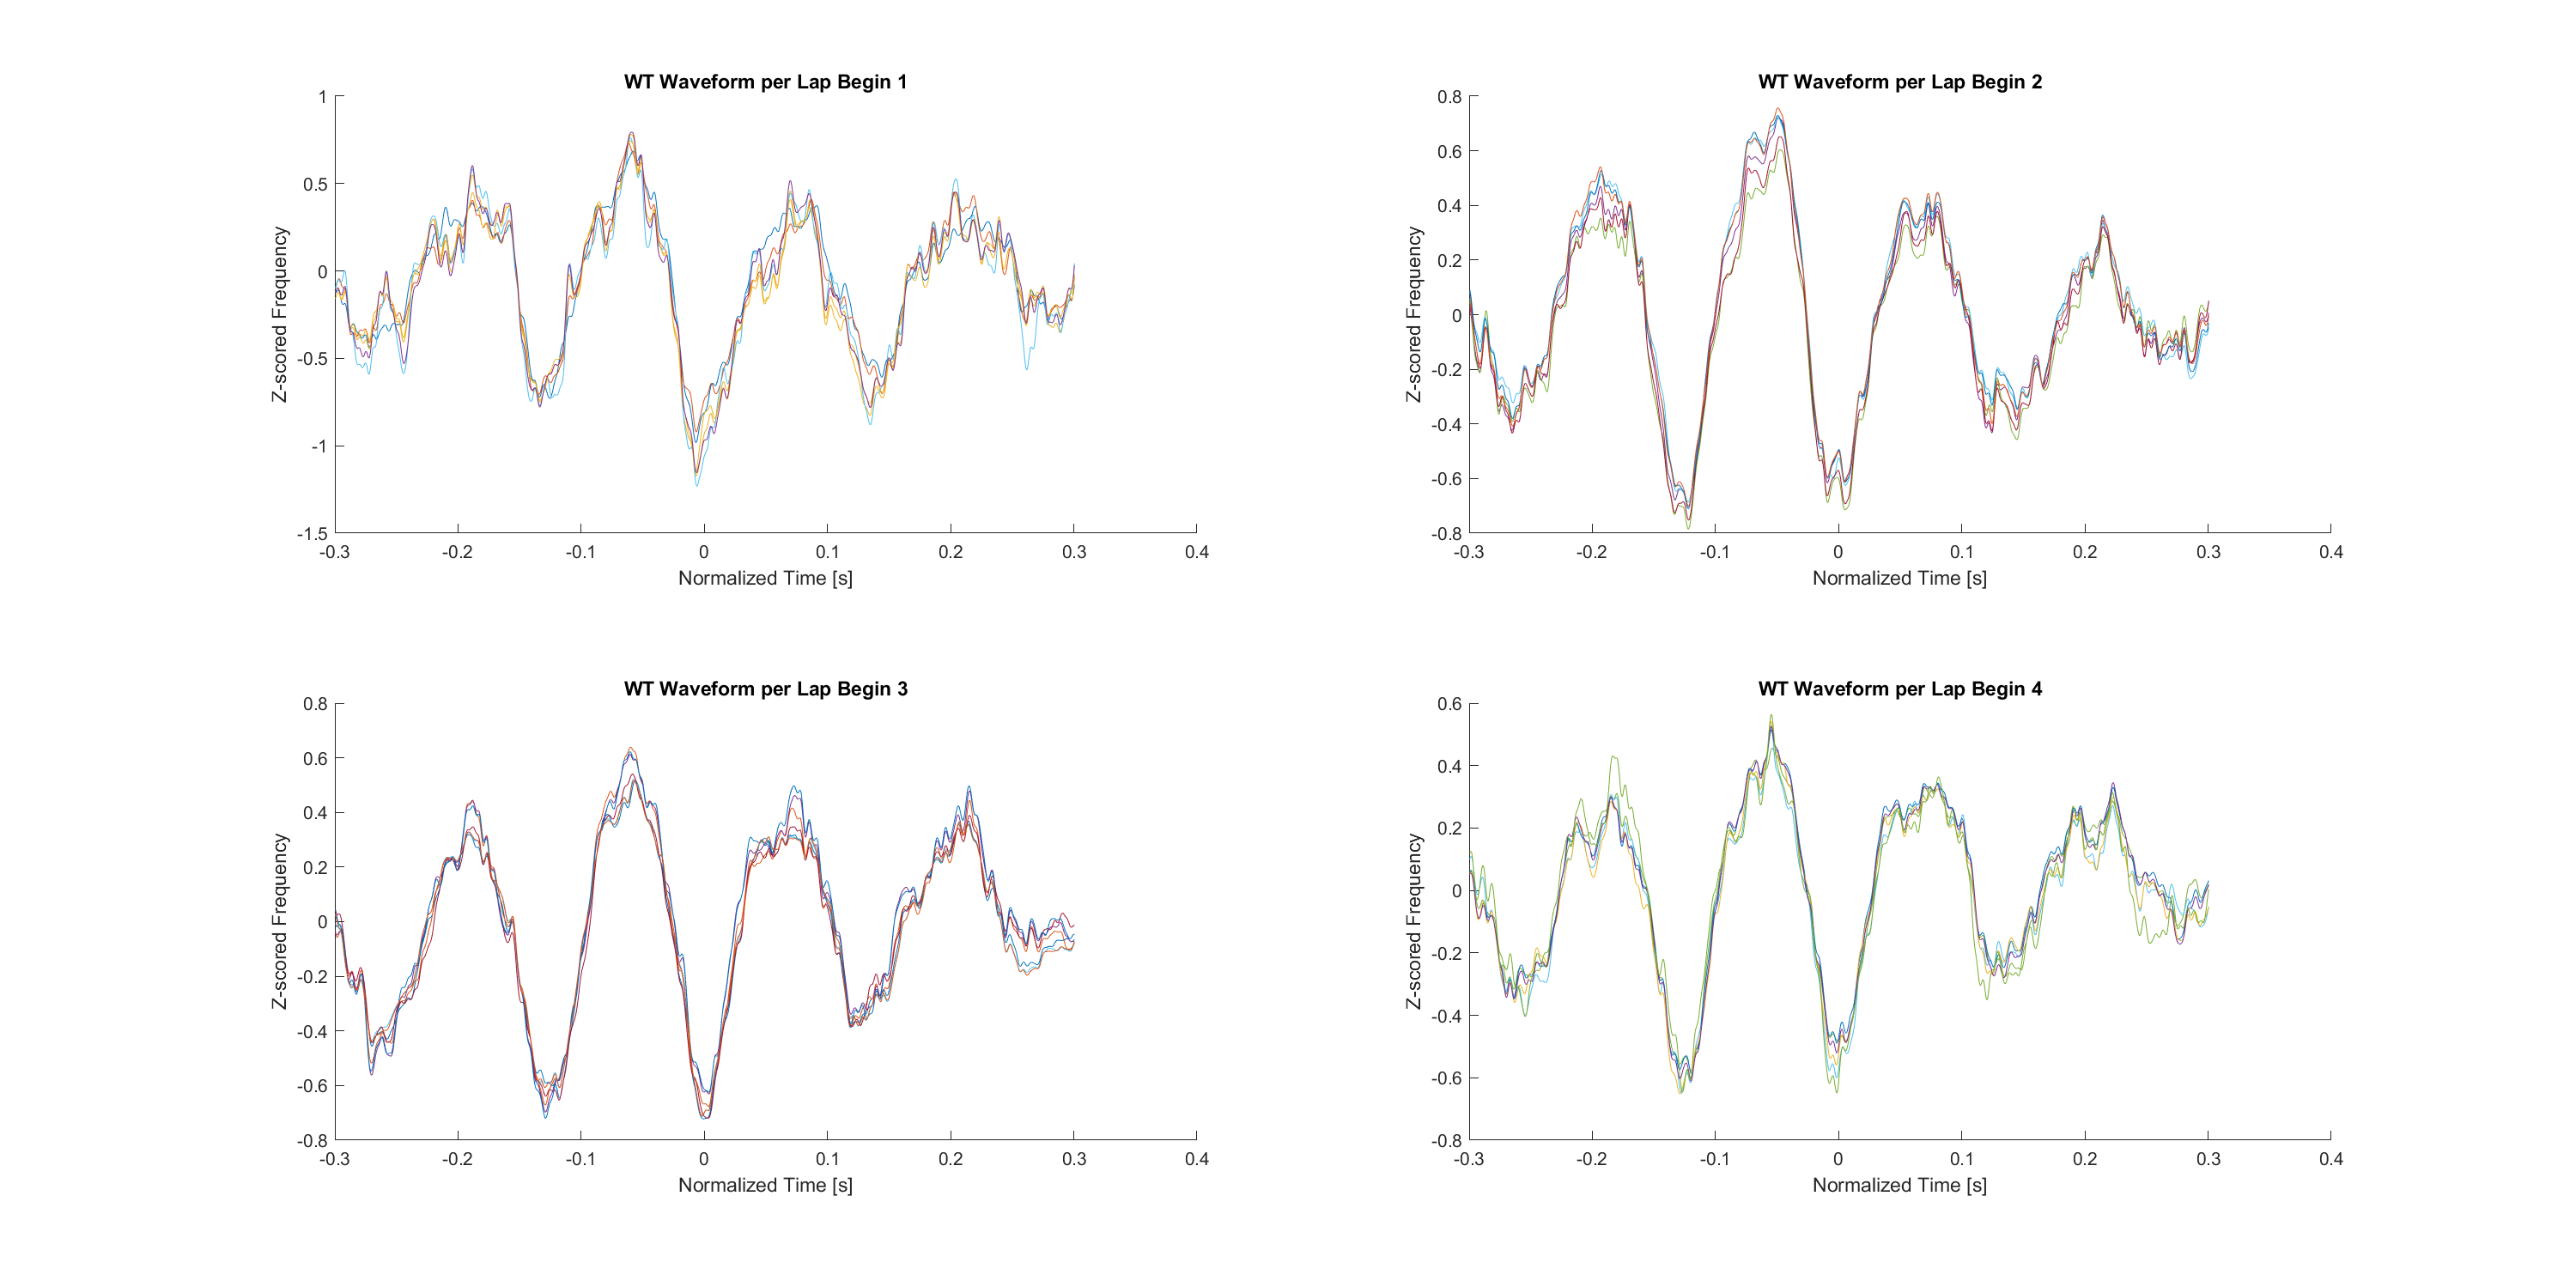 WT Waveform per Lap Begin 1
1
0.5
0
-0.5
-1
-1.5
Z-scored Frequency
-0.3 -0.2 -0.1 0 0.1 0.2 0.3 0.4
Normalized Time [s]
WT Waveform per Lap Begin 2
0.8
0.6
0.4
0.2
0
-0.2
-0.4
-0.6
-0.8
Z-scored Frequency
-0.3 -0.2 -0.1 0 0.1 0.2 0.3 0.4
Normalized Time [s]
WT Waveform per Lap Begin 3
0.8
0.6
0.4
0.2
0
-0.2
-0.4
-0.6
-0.8
Z-scored Frequency
-0.3 -0.2 -0.1 0 0.1 0.2 0.3 0.4
Normalized Time [s]
WT Waveform per Lap Begin 4
0.6
0.4
0.2
0
-0.2
-0.4
-0.6
-0.8
Z-scored Frequency
-0.3 -0.2 -0.1 0 0.1 0.2 0.3 0.4
Normalized Time [s]